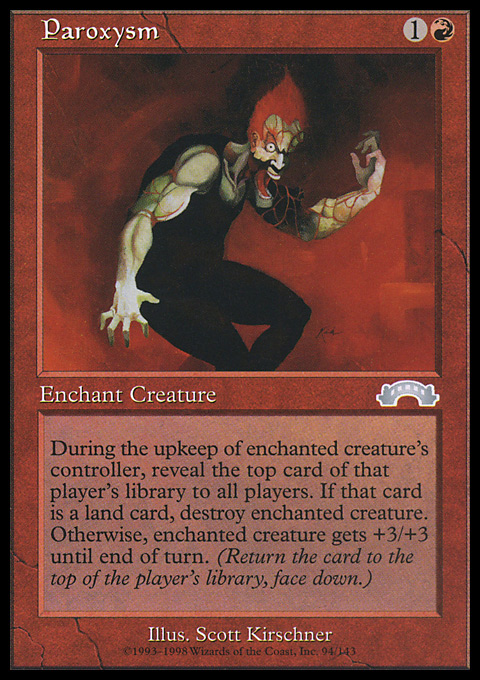 Paroxysm 1
Enchant Creature
During the upkeep of enchanted creature's
controller, reveal the top card of that
player's library to all players. If that card
is a land card, destroy enchanted creature.
Otherwise, enchanted creature gets +3/+3
until end of turn. (Return the card to the
top of the player's library, face down.)
Illus. Scott Kirschner
©1993–1998 Wizards of the Coast, Inc. 94/143